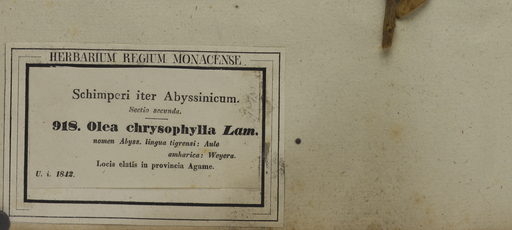 HERBARIUM REGIUM MONACENSE.
Schimperi iter Abyssinicum.
Sectio secunda.
918. Olea chrysophylla Lam.
nomen Abyss. lingua tigrensi: Aulo
amharica: Weyera.
Locis elatis in provincia Agame.
U. i. 1842.